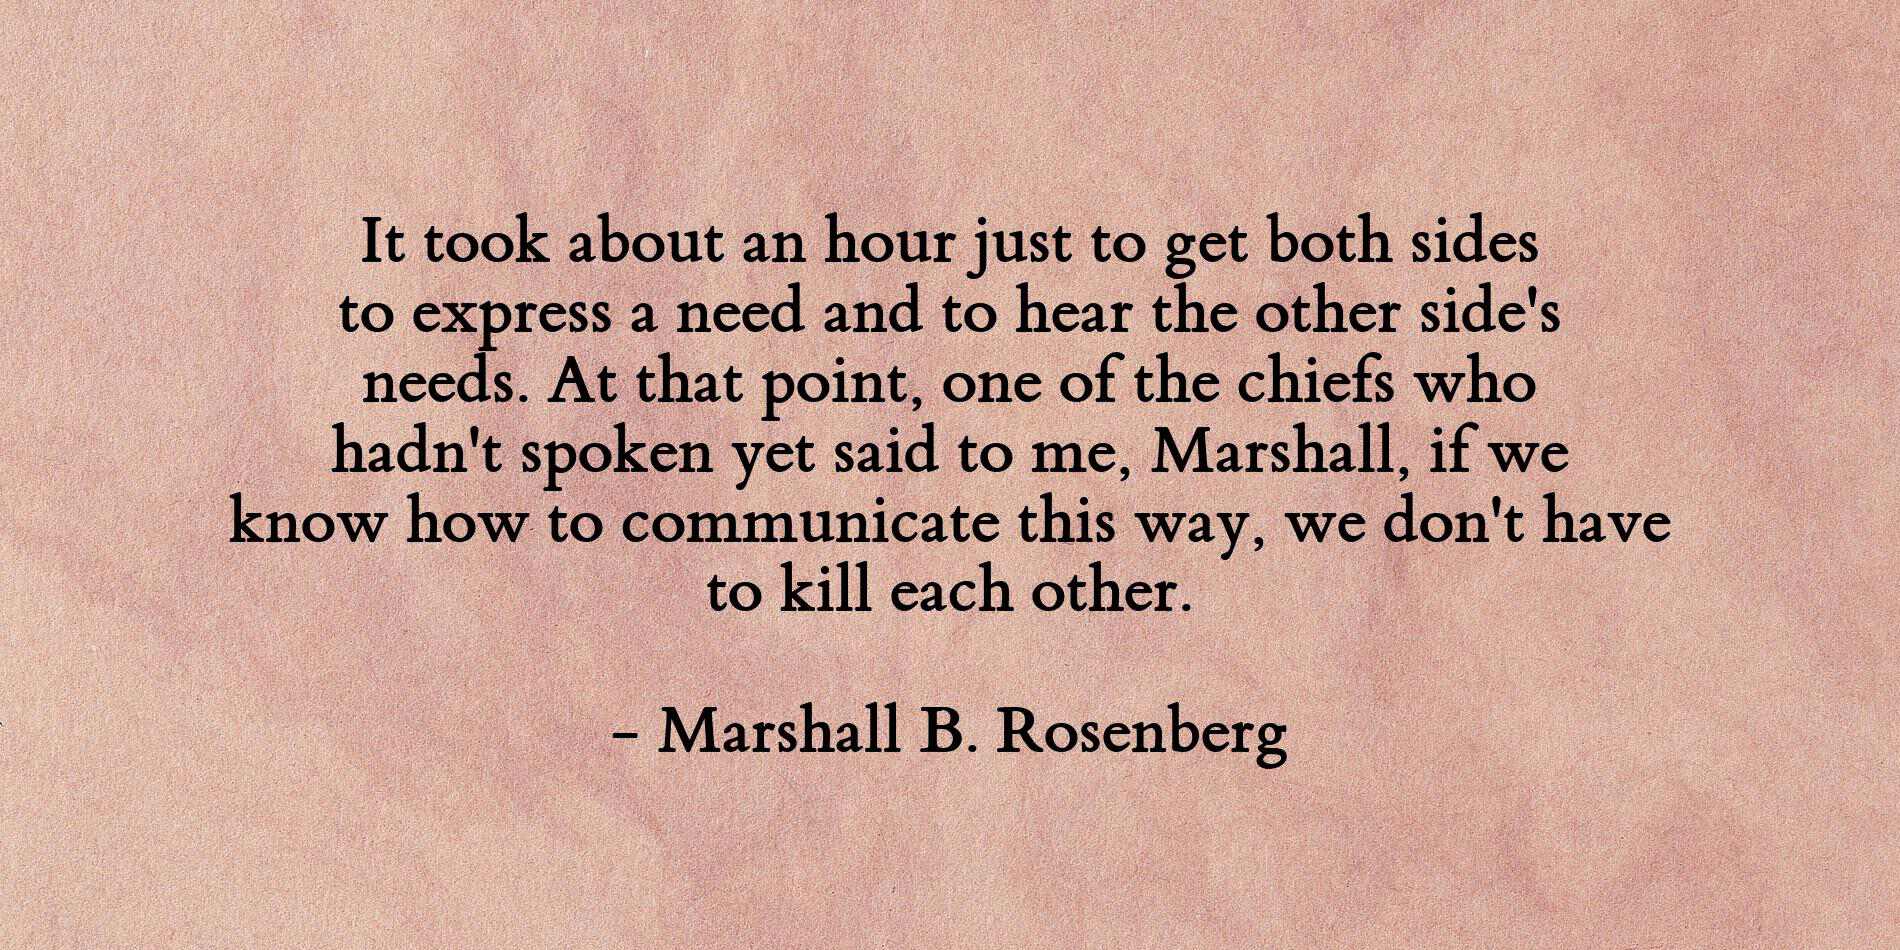 It took about an hour just to get both sides
to express a need and to hear the other side's
needs. At that point, one of the chiefs who
hadn't spoken yet said to me, Marshall, if we
know how to communicate this way, we don't have
to kill each other.
– Marshall B. Rosenberg